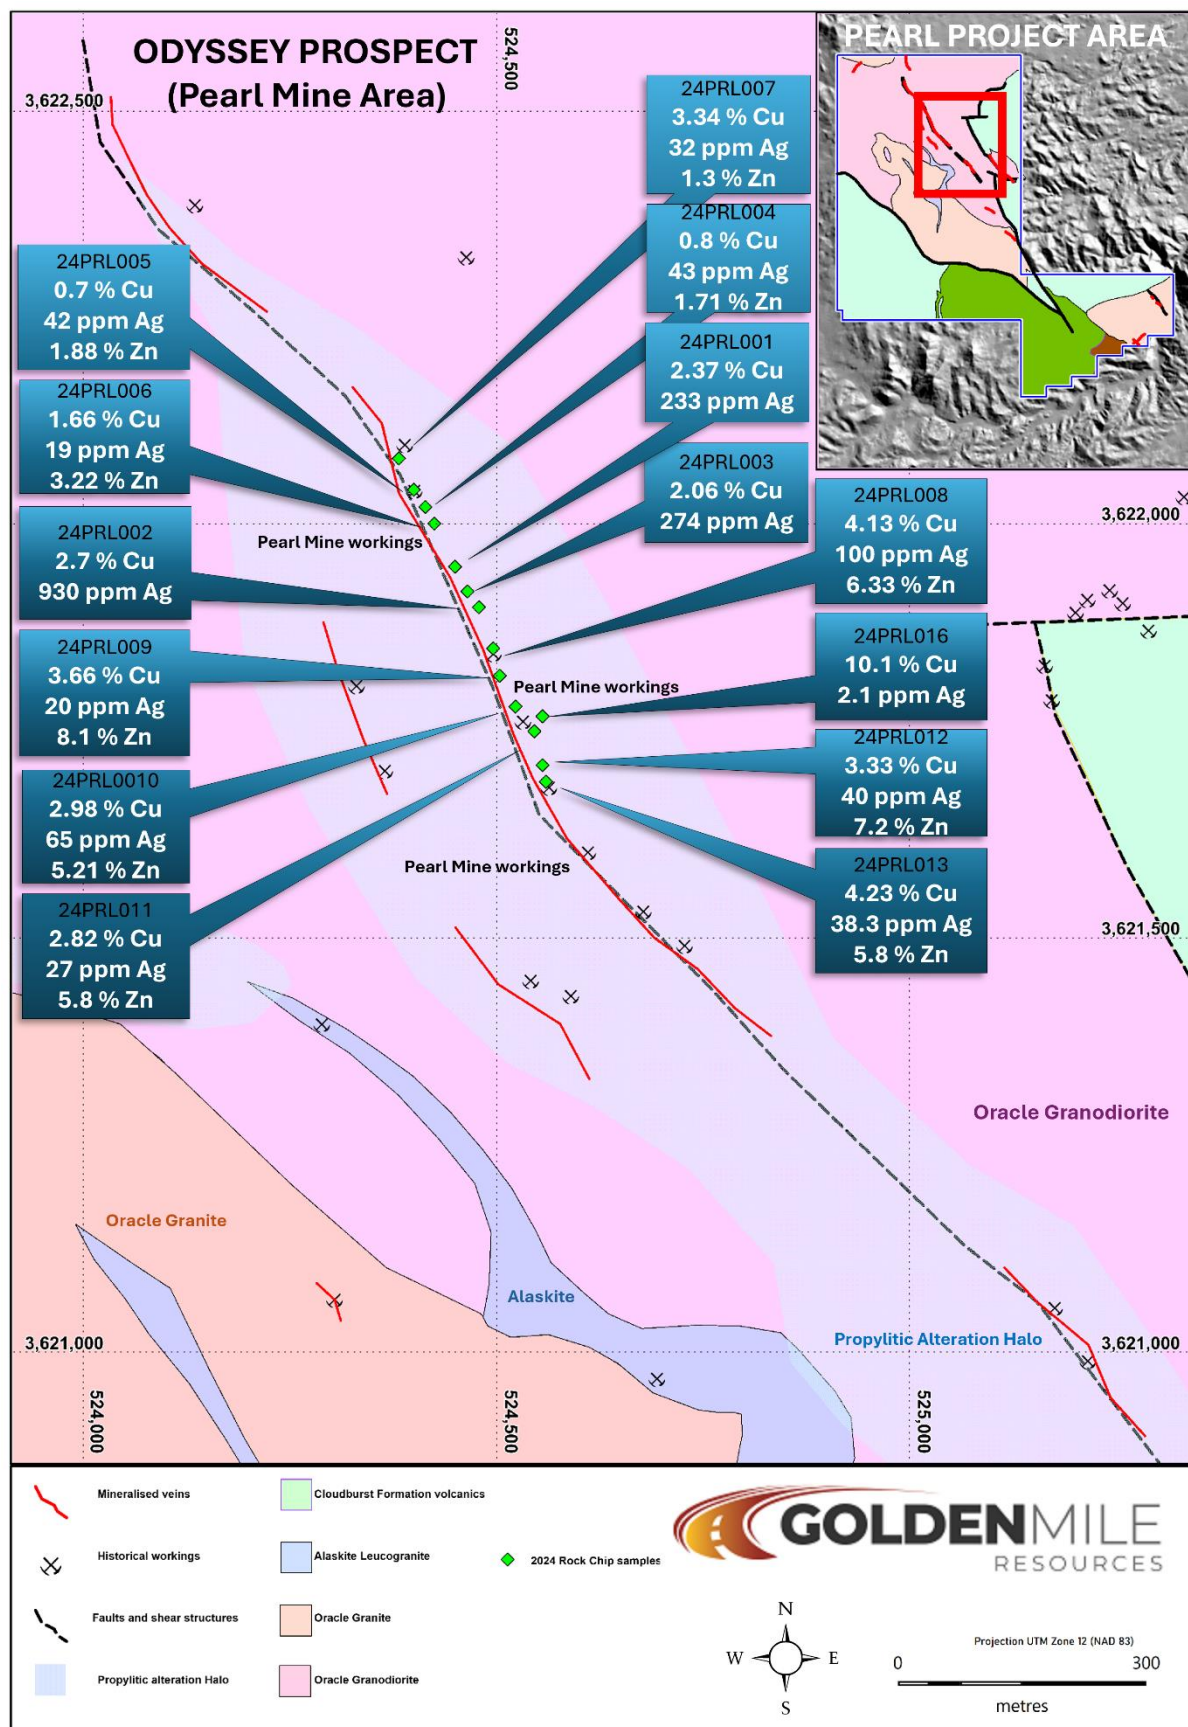 ODYSSEY PROSPECT
(Pearl Mine Area)
PEARL PROJECT AREA
524,500
3,622,500
24PRL007
3.34 % Cu
32 ppm Ag
1.3 % Zn
24PRL004
0.8 % Cu
43 ppm Ag
1.71 % Zn
24PRL005
0.7 % Cu
42 ppm Ag
1.88 % Zn
24PRL001
2.37 % Cu
233 ppm Ag
24PRL006
1.66 % Cu
19 ppm Ag
3.22 % Zn
24PRL003
2.06 % Cu
274 ppm Ag
24PRL008
4.13 % Cu
100 ppm Ag
6.33 % Zn
3,622,000
Pearl Mine workings
24PRL002
2.7 % Cu
930 ppm Ag
24PRL009
3.66 % Cu
20 ppm Ag
8.1 % Zn
24PRL016
10.1 % Cu
2.1 ppm Ag
Pearl Mine workings
24PRL012
3.33 % Cu
40 ppm Ag
7.2 % Zn
24PRL0010
2.98 % Cu
65 ppm Ag
5.21 % Zn
Pearl Mine workings
24PRL013
4.23 % Cu
38.3 ppm Ag
5.8 % Zn
24PRL011
2.82 % Cu
27 ppm Ag
5.8 % Zn
3,621,500
Oracle Granodiorite
Oracle Granite
Alaskite
Propylitic Alteration Halo
3,621,000
3,621,000
524,000
524,500
525,000
Mineralised veins
Cloudburst Formation volcanics
GOLDENMILE
RESOURCES
Historical workings
Alaskite Leucogranite
2024 Rock Chip samples
Faults and shear structures
Oracle Granite
Propylitic alteration Halo
Oracle Granodiorite
N
W
E
S
Projection UTM Zone 12 (NAD 83)
0
300
metres